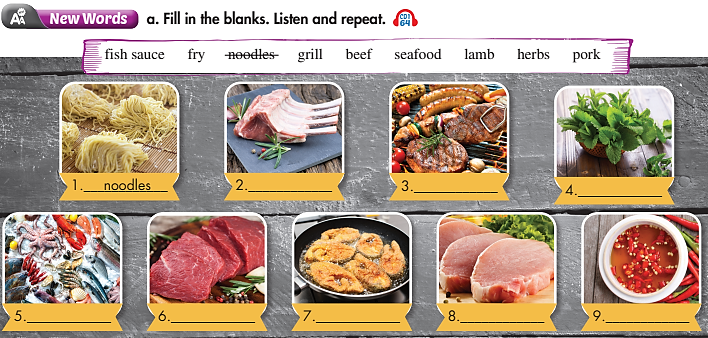 New Words a. Fill in the blanks. Listen and repeat. CD1 64
fish sauce fry noodles grill beef seafood lamb herbs pork
1. noodles 2.____________ 3.____________ 4.____________
5.____________ 6.____________ 7.____________ 8.____________ 9.____________